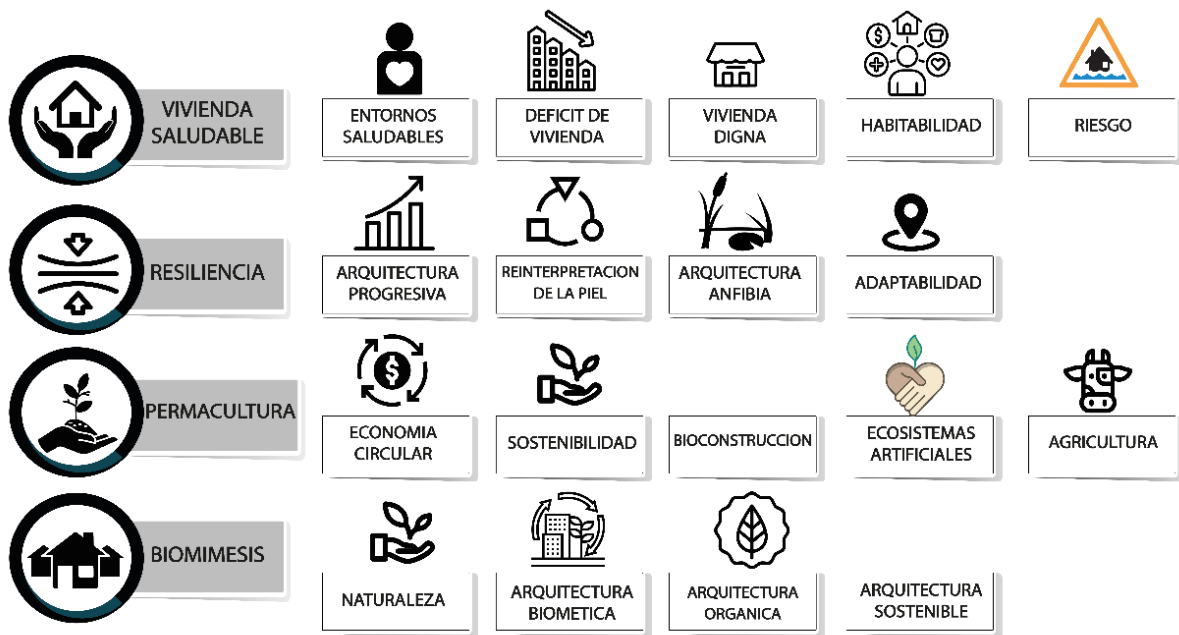 VIVIENDA
SALUDABLE
ENTORNOS
SALUDABLES
DEFICIT DE
VIVIENDA
VIVIENDA
DIGNA
HABITABILIDAD
RIESGO
RESILIENCIA
ARQUITECTURA
PROGRESIVA
REINTERPRETACION
DE LA PIEL
ARQUITECTURA
ANFIBIA
ADAPTABILIDAD
PERMACULTURA
ECONOMIA
CIRCULAR
SOSTENIBILIDAD
BIOCONSTRUCCION
ECOSISTEMAS
ARTIFICIALES
AGRICULTURA
BIOMIMESIS
NATURALEZA
ARQUITECTURA
BIOMETICA
ARQUITECTURA
ORGANICA
ARQUITECTURA
SOSTENIBLE